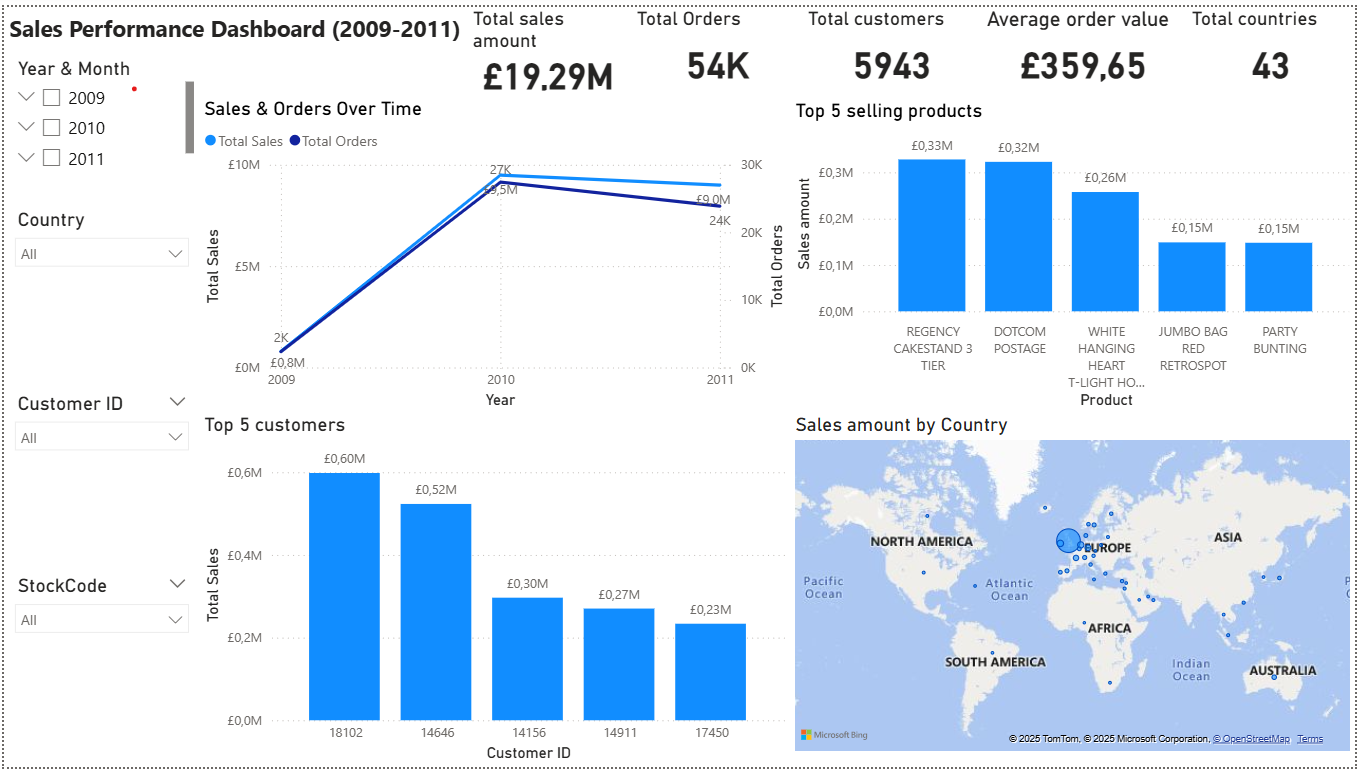 Sales Performance Dashboard (2009-2011)
Total sales
amount
£19,29M
Total Orders
54K
Total customers
5943
Average order value
£359,65
Total countries
43
Year & Month
2009
2010
2011
Country
All
Customer ID
All
StockCode
All
Sales & Orders Over Time
Total Sales
Total Orders
£10M
£5M
£0M
Total Sales
30K
20K
10K
0K
Total Orders
2K
£0,8M
27K
£9,5M
£9,0M
24K
2009
2010
2011
Year
Top 5 selling products
£0,3M
£0,2M
£0,1M
£0,0M
Sales amount
£0,33M
£0,32M
£0,26M
£0,15M
£0,15M
REGENCY
CAKESTAND 3
TIER
DOTCOM
POSTAGE
WHITE
HANGING
HEART
T-LIGHT HO...
JUMBO BAG
RED
RETROSPOT
PARTY
BUNTING
Product
Top 5 customers
£0,6M
£0,4M
£0,2M
£0,0M
Total Sales
£0,60M
£0,52M
£0,30M
£0,27M
£0,23M
18102
14646
14156
14911
17450
Customer ID
Sales amount by Country
NORTH AMERICA
EUROPE
ASIA
Pacific
Ocean
Atlantic
Ocean
P
AFRICA
SOUTH AMERICA
Indian
Ocean
AUSTRALIA
Microsoft Bing
© 2025 TomTom, © 2025 Microsoft Corporation, © OpenStreetMap Terms